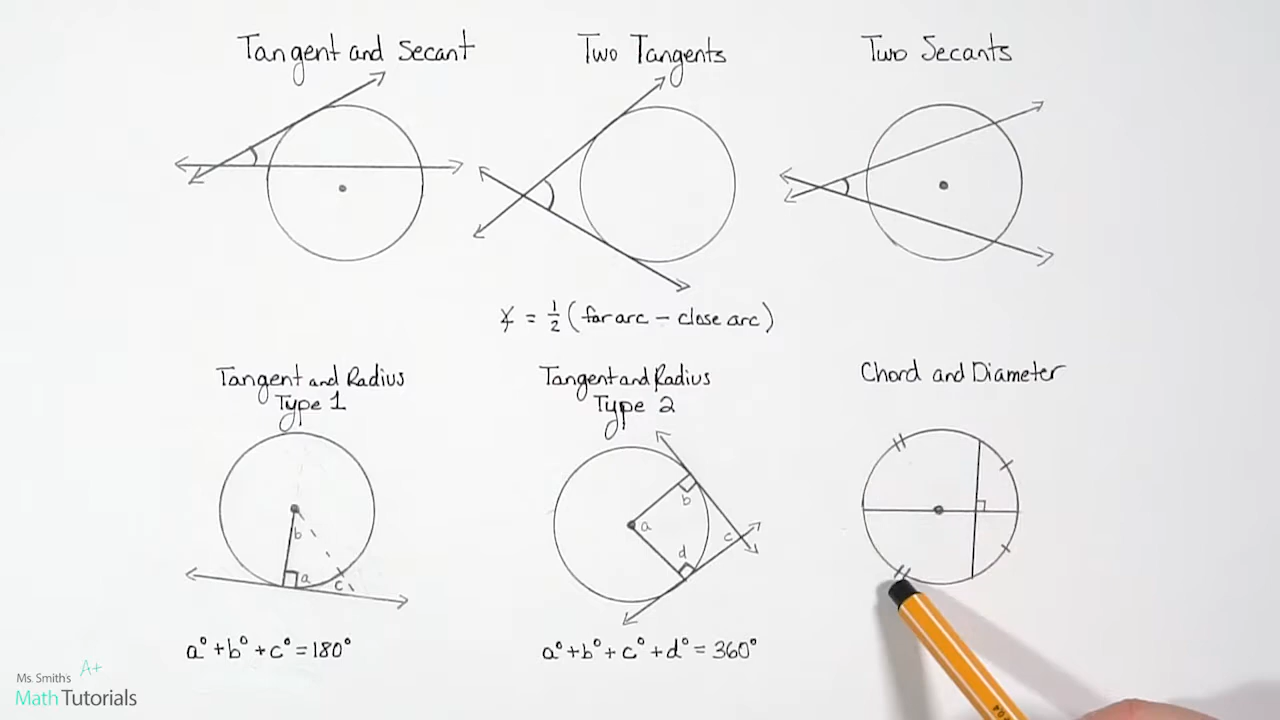 Tangent and Secant
Two Tangents
Two Secants
∡ = 1/2 (far arc – close arc)
Tangent and Radius
Type 1
Tangent and Radius
Type 2
Chord and Diameter
b
a
c
a
b
c
d
a° + b° + c° = 180°
a° + b° + c° + d° = 360°
Ms. Smith's A+
Math Tutorials